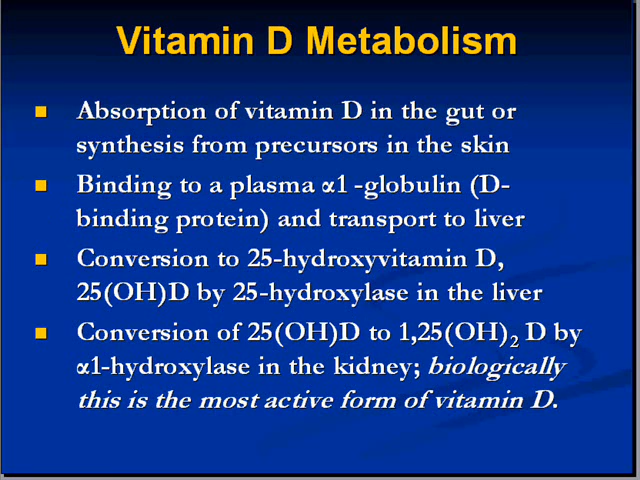 Vitamin D Metabolism
Absorption of vitamin D in the gut or
synthesis from precursors in the skin
Binding to a plasma α1 -globulin (D-
binding protein) and transport to liver
Conversion to 25-hydroxyvitamin D,
25(OH)D by 25-hydroxylase in the liver
Conversion of 25(OH)D to 1,25(OH)₂ D by
α1-hydroxylase in the kidney; biologically
this is the most active form of vitamin D.